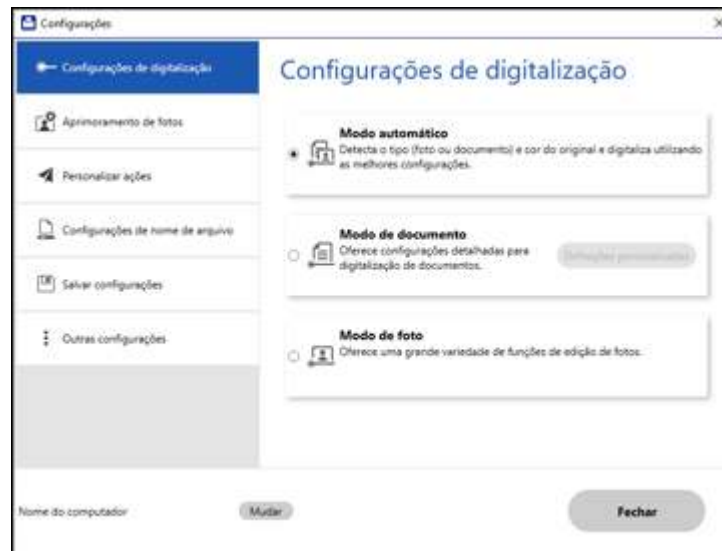 Configurações
Configurações de digitalização
Aprimoramento de fotos
Personalizar ações
Configurações de nome de arquivo
Salvar configurações
Outras configurações
Configurações de digitalização
Modo automático
Detecta o tipo (foto ou documento) e cor do original e digitaliza utilizando
as melhores configurações.
Modo de documento
Oferece configurações detalhadas para
digitalização de documentos.
Definições personalizadas
Modo de foto
Oferece uma grande variedade de funções de edição de fotos.
Nome do computador
Mudar
Fechar